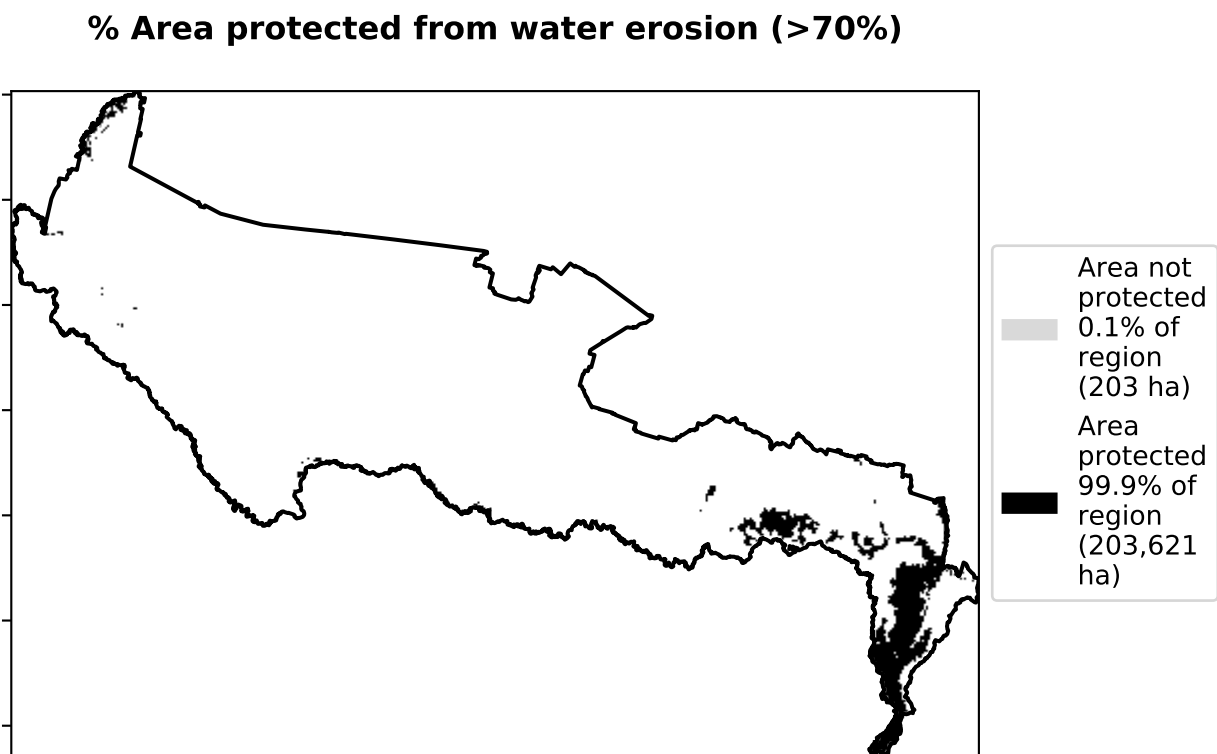 % Area protected from water erosion (>70%)
Area not
protected
0.1% of
region
(203 ha)
Area
protected
99.9% of
region
(203,621
ha)